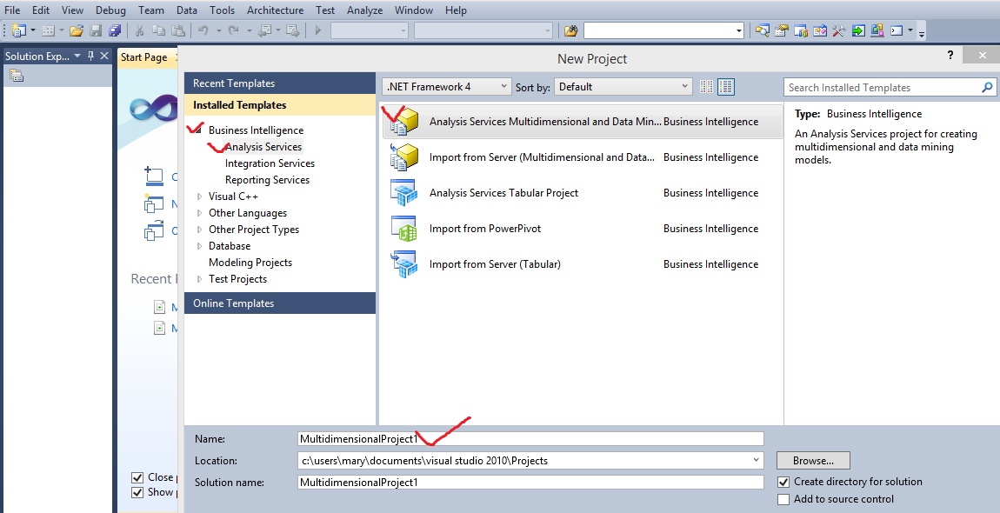 File Edit View Debug Team Data Tools Architecture Test Analyze Window Help
Solution Exp...
Start Page
New Project
?
Recent Templates
Installed Templates
Business Intelligence
Analysis Services
Integration Services
Reporting Services
Visual C++
Other Languages
Other Project Types
Database
Modeling Projects
Test Projects
Online Templates
.NET Framework 4 Sort by: Default
Analysis Services Multidimensional and Data Min... Business Intelligence
Import from Server (Multidimensional and Data... Business Intelligence
Analysis Services Tabular Project Business Intelligence
Import from PowerPivot Business Intelligence
Import from Server (Tabular) Business Intelligence
Search Installed Templates
Type: Business Intelligence
An Analysis Services project for creating
multidimensional and data mining
models.
Recent
Close
Show
Name: MultidimensionalProject1
Location: c:\users\mary\documents\visual studio 2010\Projects
Browse...
Solution name: MultidimensionalProject1
Create directory for solution
Add to source control